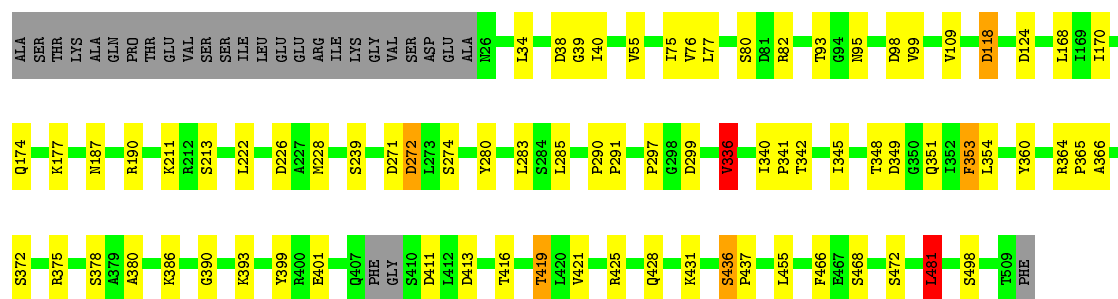 ALA SER THR LYS ALA GLN PRO THR GLU VAL SER SER ILE LEU GLU GLU ARG ILE LYS GLY VAL SER ASP GLU ALA N26 L34 D38 G39 I40 V55 I75 V76 L77 S80 D81 R82 T93 G94 N95 D98 V99 V109 D118 D124 L168 I169 I170
Q174 K177 N187 R190 K211 R212 S213 L222 D226 A227 M228 S239 D271 D272 L273 S274 Y280 L283 S284 L285 P290 P291 P297 G298 D299 V336 I340 P341 T342 I345 T348 D349 G350 Q351 I352 F353 L354 Y360 R364 P365 A366
S372 R375 S378 A379 A380 K386 G390 K393 Y399 R400 E401 Q407 PHE GLY S410 D411 L412 D413 T416 T419 L420 V421 R425 Q428 K431 S436 P437 L455 F466 E467 S468 S472 L481 S498 T509 PHE